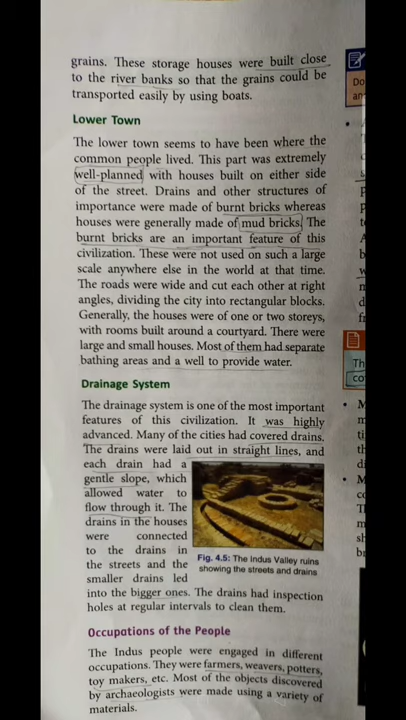 grains. These storage houses were built close
to the river banks so that the grains could be
transported easily by using boats.
Lower Town
The lower town seems to have been where the
common people lived. This part was extremely
well-planned with houses built on either side
of the street. Drains and other structures of
importance were made of burnt bricks whereas
houses were generally made of mud bricks. The
burnt bricks are an important feature of this
civilization. These were not used on such a large
scale anywhere else in the world at that time.
The roads were wide and cut each other at right
angles, dividing the city into rectangular blocks.
Generally, the houses were of one or two storeys,
with rooms built around a courtyard. There were
large and small houses. Most of them had separate
bathing areas and a well to provide water.
Drainage System
The drainage system is one of the most important
features of this civilization. It was highly
advanced. Many of the cities had covered drains.
The drains were laid out in straight lines, and
each drain had a
gentle slope, which
allowed water to
flow through it. The
drains in the houses
were connected
to the drains in
the streets and the
smaller drains led
into the bigger ones. The drains had inspection
holes at regular intervals to clean them.
Fig. 4.5: The Indus Valley ruins
showing the streets and drains
Occupations of the People
The Indus people were engaged in different
occupations. They were farmers, weavers, potters,
toy makers, etc. Most of the objects discovered
by archaeologists were made using a variety of
materials.
Do
Th
co